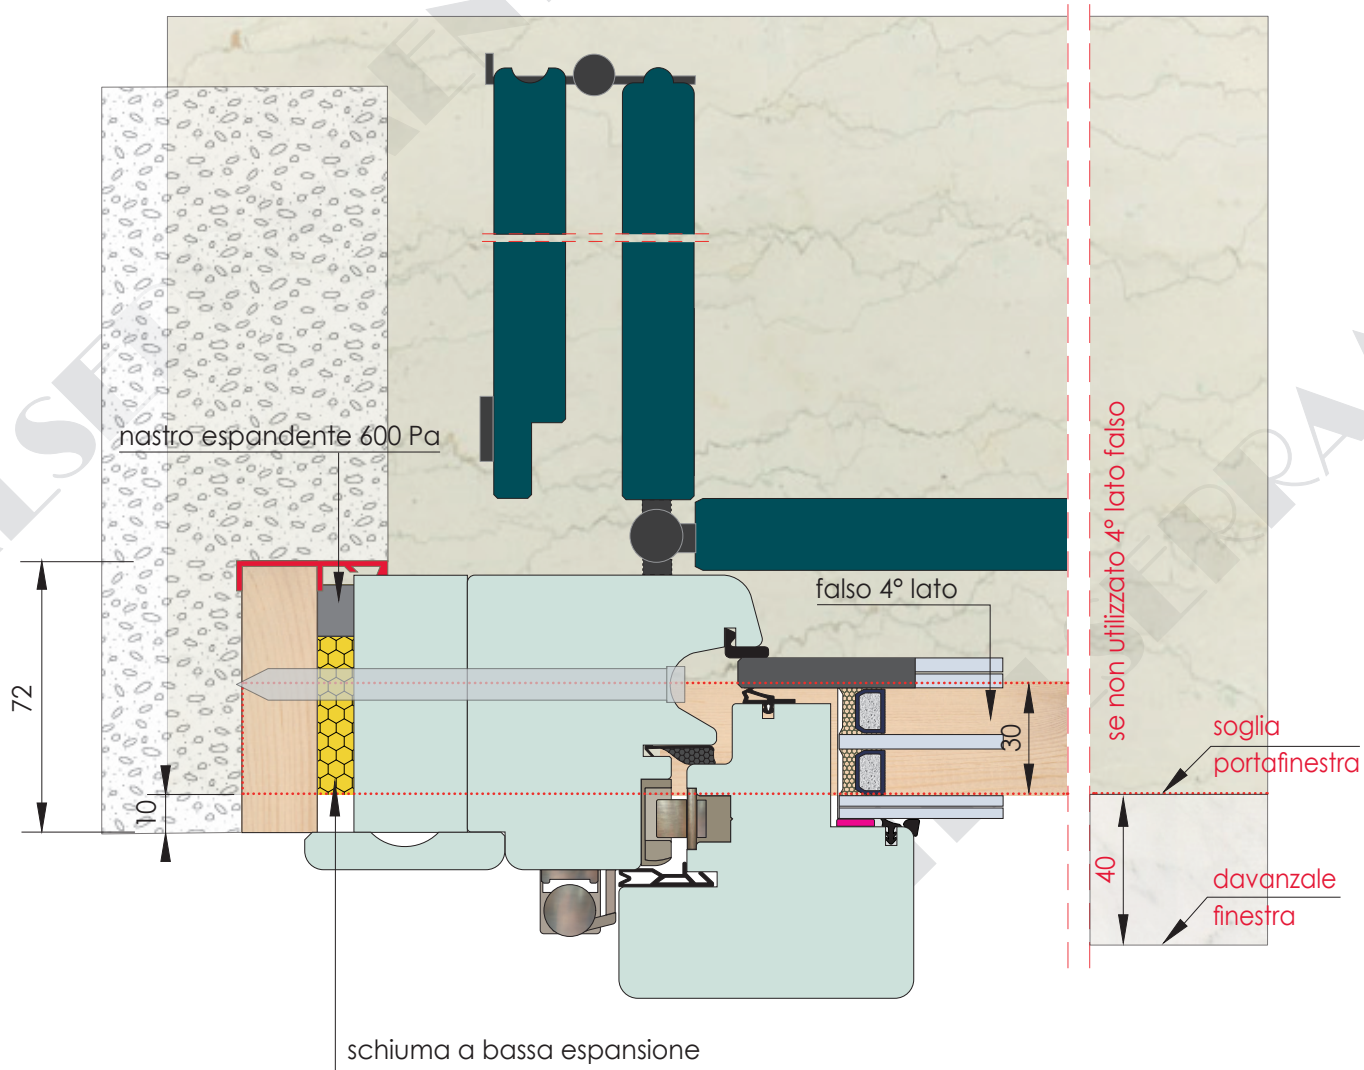 nastro espandente 600 Pa
se non utilizzato 4° lato falso
falso 4° lato
72
10
30
soglia
portafinestra
40
davanzale
finestra
schiuma a bassa espansione